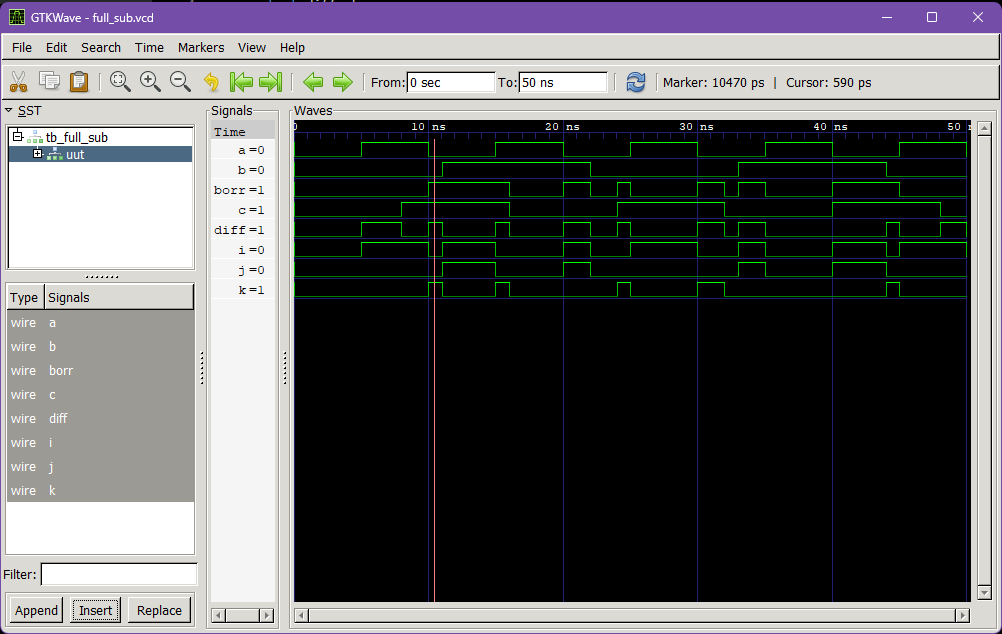 GTKWave - full_sub.vcd
File Edit Search Time Markers View Help
From: 0 sec To: 50 ns Marker: 10470 ps | Cursor: 590 ps
SST
tb_full_sub
uut
Type Signals
wire a
wire b
wire borr
wire c
wire diff
wire i
wire j
wire k
Filter:
Append Insert Replace
Signals
Time
a=0
b=0
borr=1
c=1
diff=1
i=0
j=0
k=1
Waves
0 10 ns 20 ns 30 ns 40 ns 50